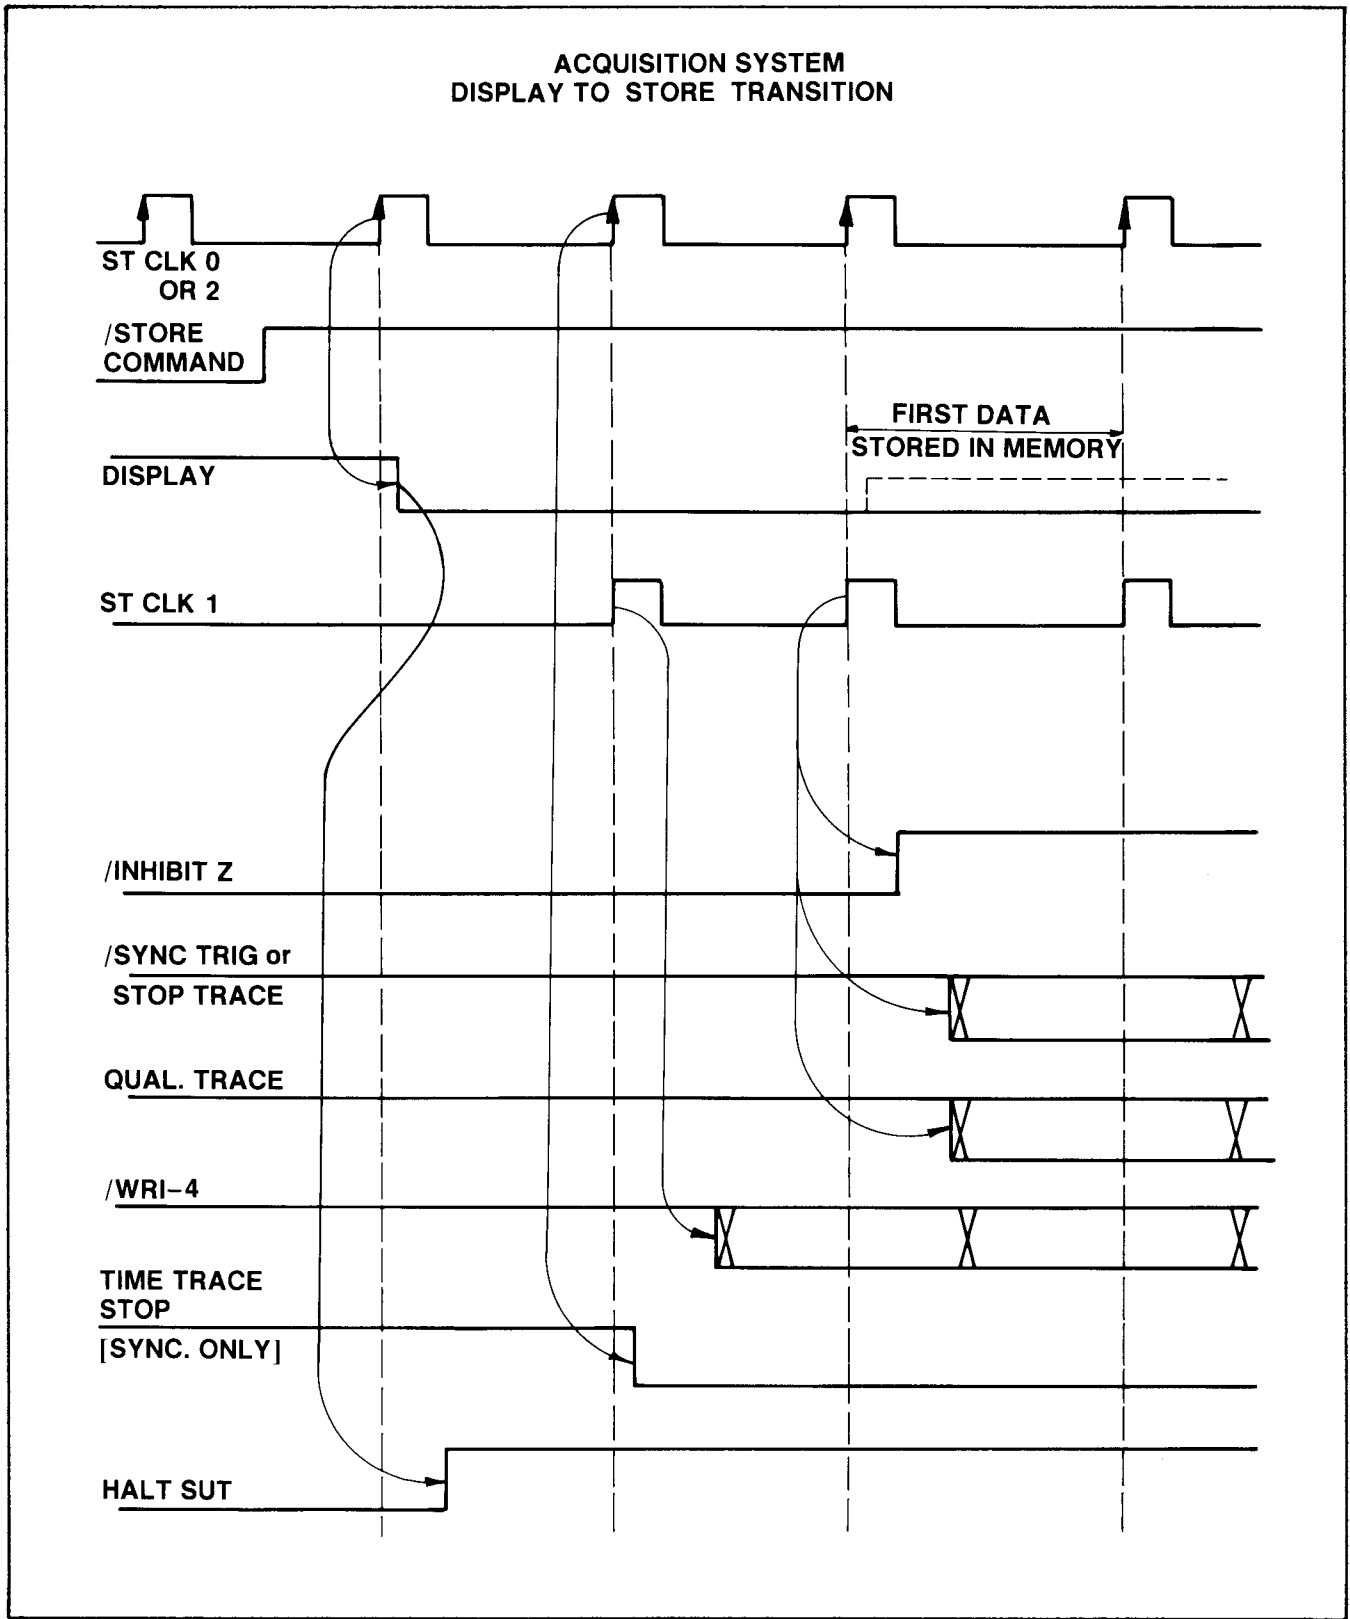 ACQUISITION SYSTEM
DISPLAY TO STORE TRANSITION
ST CLK 0
OR 2
/STORE
COMMAND
FIRST DATA
STORED IN MEMORY
DISPLAY
ST CLK 1
/INHIBIT Z
/SYNC TRIG or
STOP TRACE
QUAL. TRACE
/WRI-4
TIME TRACE
STOP
[SYNC. ONLY]
HALT SUT